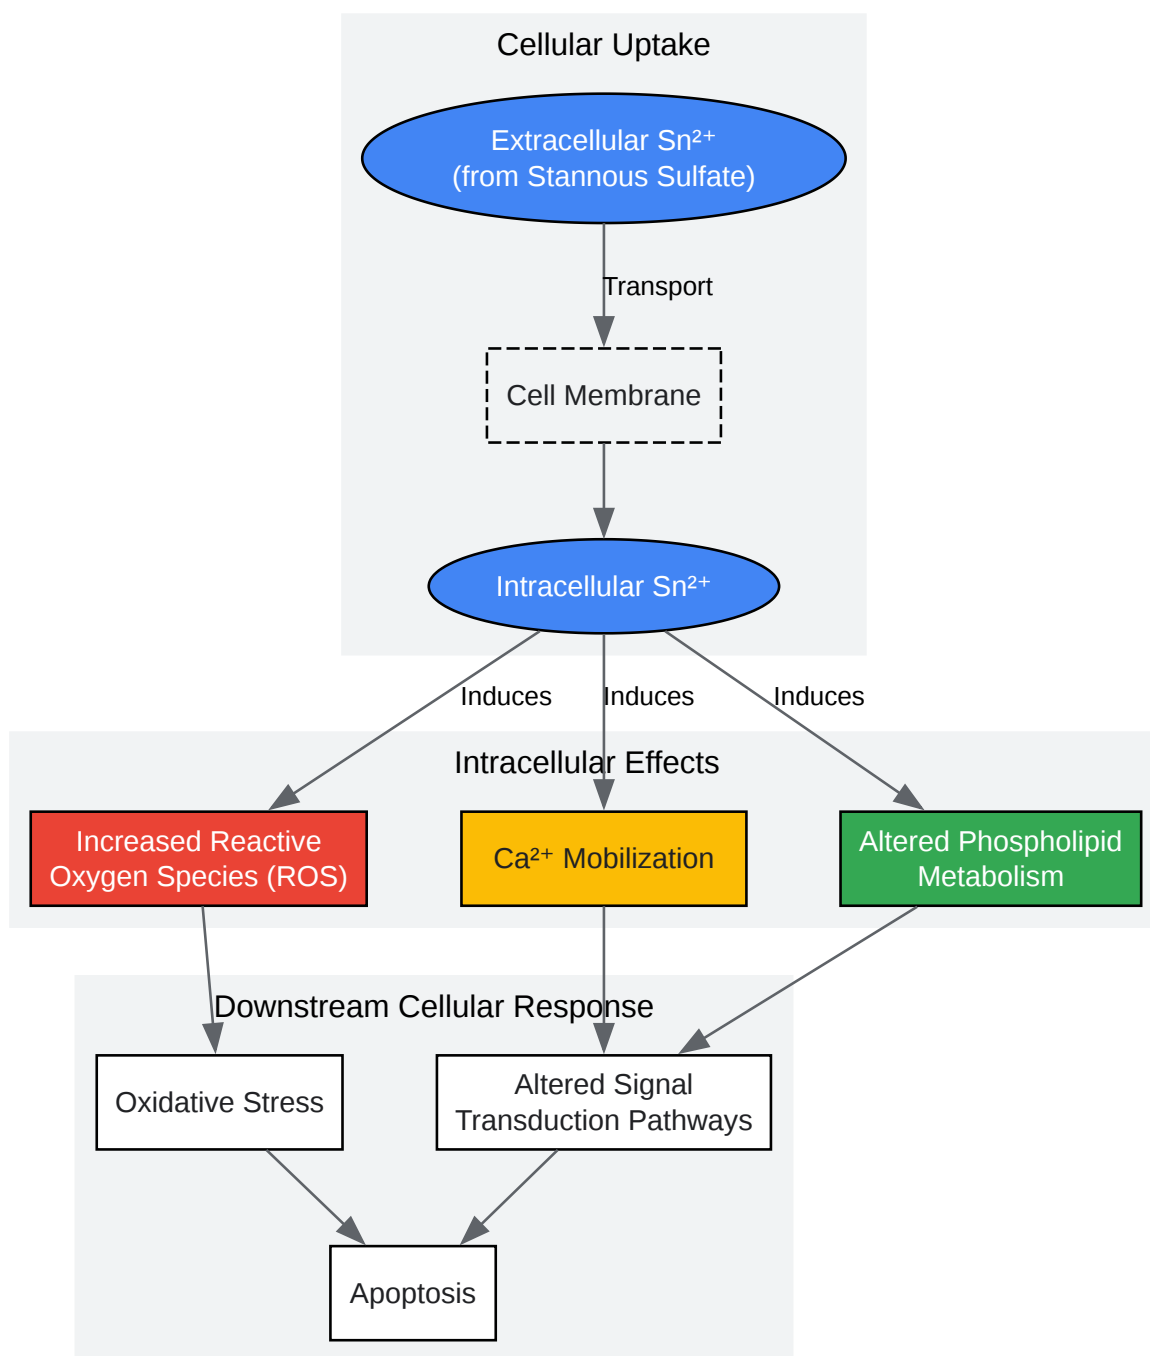 Cellular Uptake
Extracellular Sn²⁺
(from Stannous Sulfate)
Transport
Cell Membrane
Intracellular Sn²⁺
Induces
Induces
Induces
Intracellular Effects
Increased Reactive
Oxygen Species (ROS)
Ca²⁺ Mobilization
Altered Phospholipid
Metabolism
Downstream Cellular Response
Oxidative Stress
Altered Signal
Transduction Pathways
Apoptosis